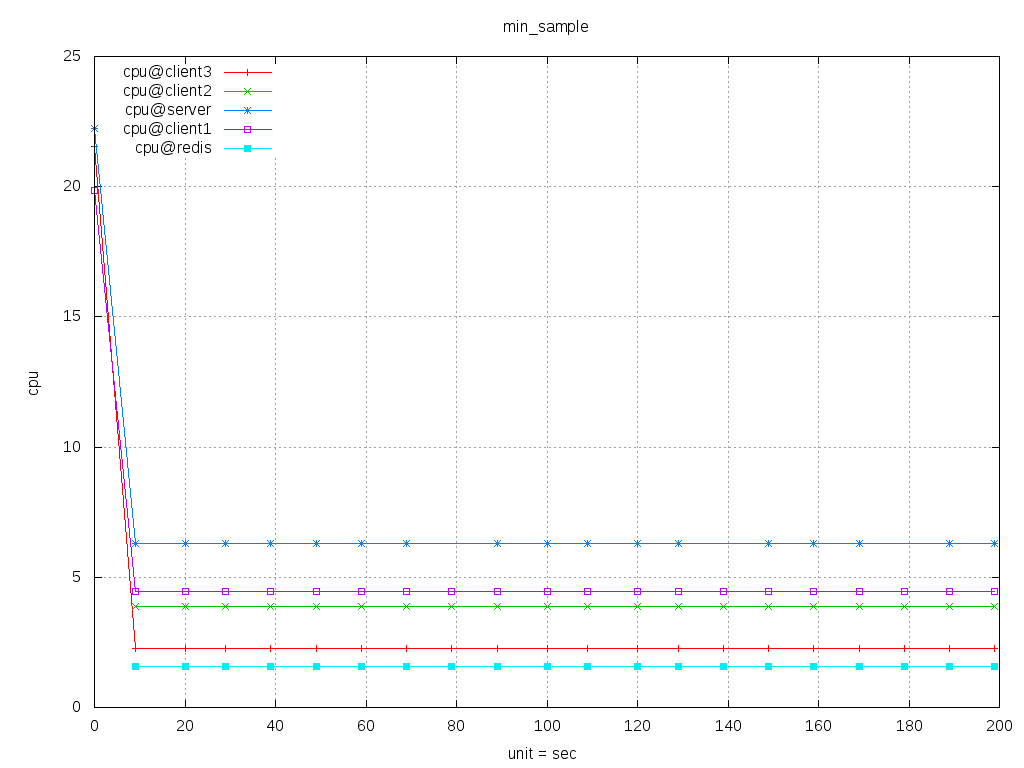 min_sample
25
20
15
10
5
0
cpu
cpu@client3
cpu@client2
cpu@server
cpu@client1
cpu@redis
0 20 40 60 80 100 120 140 160 180 200
unit = sec